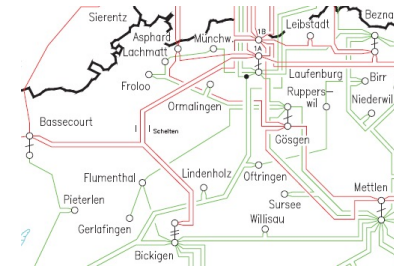 Sierentz
Leibstadt
Bezna
1B
Asphard
Münchw.
Lachmatt
1A
Laufenburg
Birr
Froloo
Ormalingen
Ruppers-
wil
Niederwil
Bassecourt
Schelten
Gösgen
Flumenthal
Lindenholz
Oftringen
Mettlen
Pieterlen
Sursee
Gerlafingen
Willisau
Bickigen